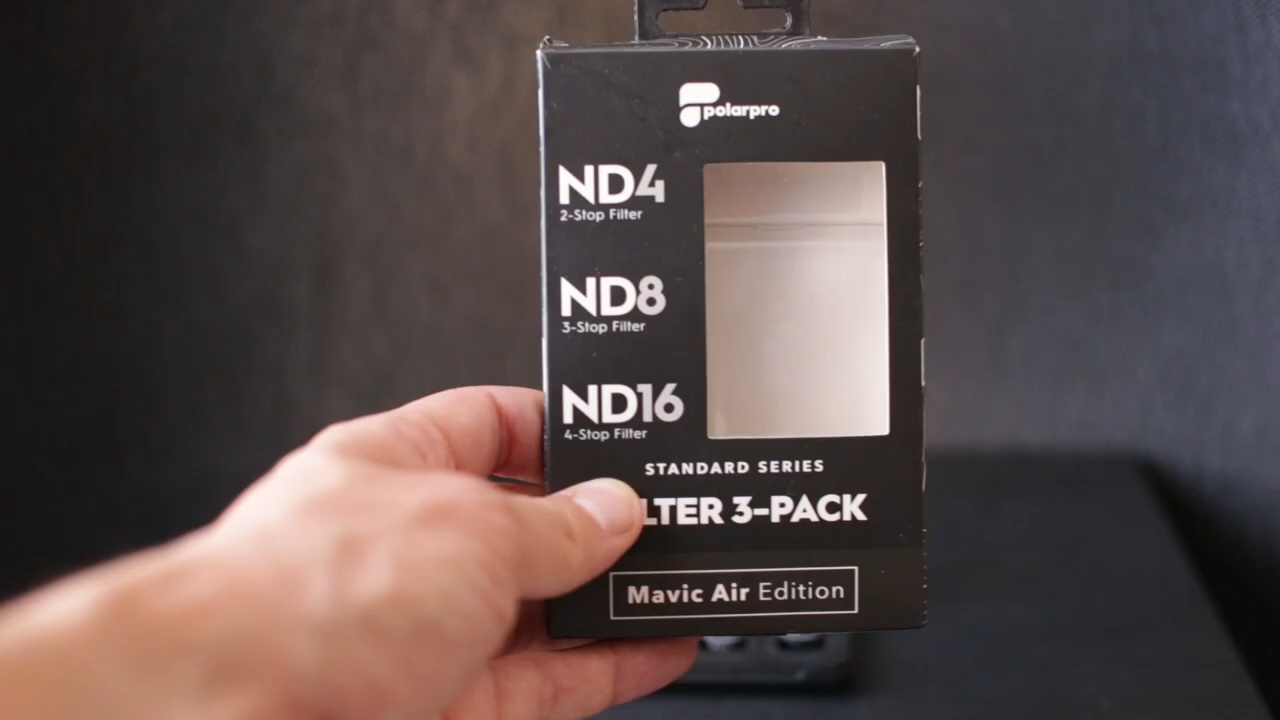 polarpro
ND4
2-Stop Filter
ND8
3-Stop Filter
ND16
4-Stop Filter
STANDARD SERIES
LTER 3-PACK
Mavic Air Edition